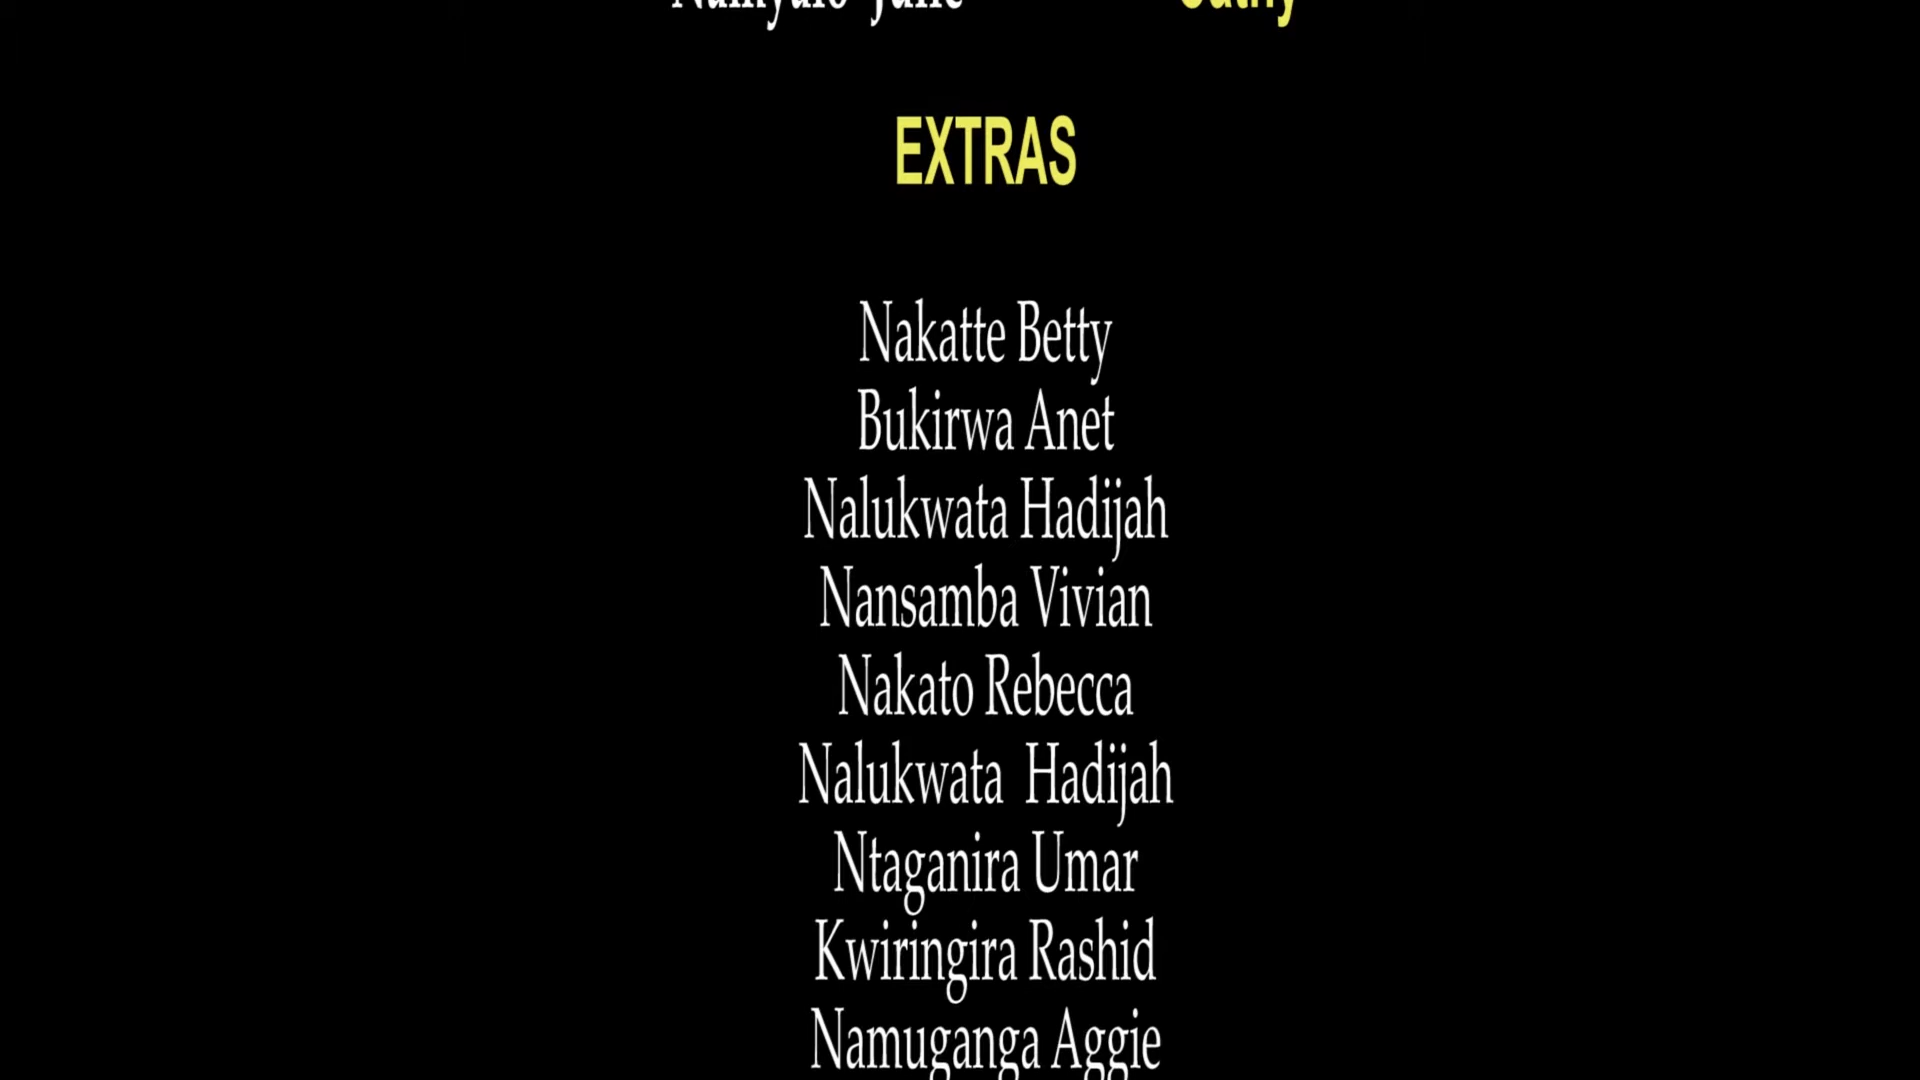 EXTRAS
Nakatte Betty
Bukirwa Anet
Nalukwata Hadijah
Nansamba Vivian
Nakato Rebecca
Nalukwata  Hadijah
Ntaganira Umar
Kwiringira Rashid
Namuganga Aggie